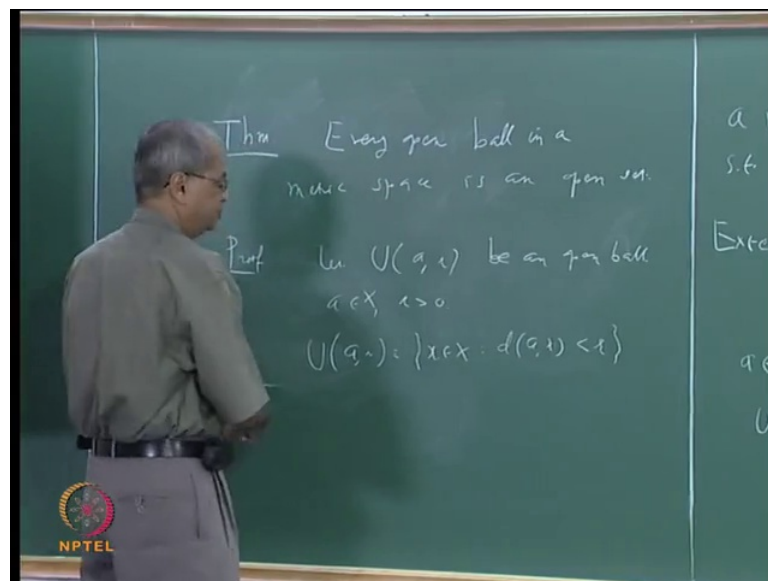 Thm Every open ball in a
metric space is an open set.
Proof Let U(a, r) be an open ball
a ∈ X, r > 0.
U(a, r) = {x ∈ X : d(a, x) < r}
a
s.t.
a ∈
U
NPTEL